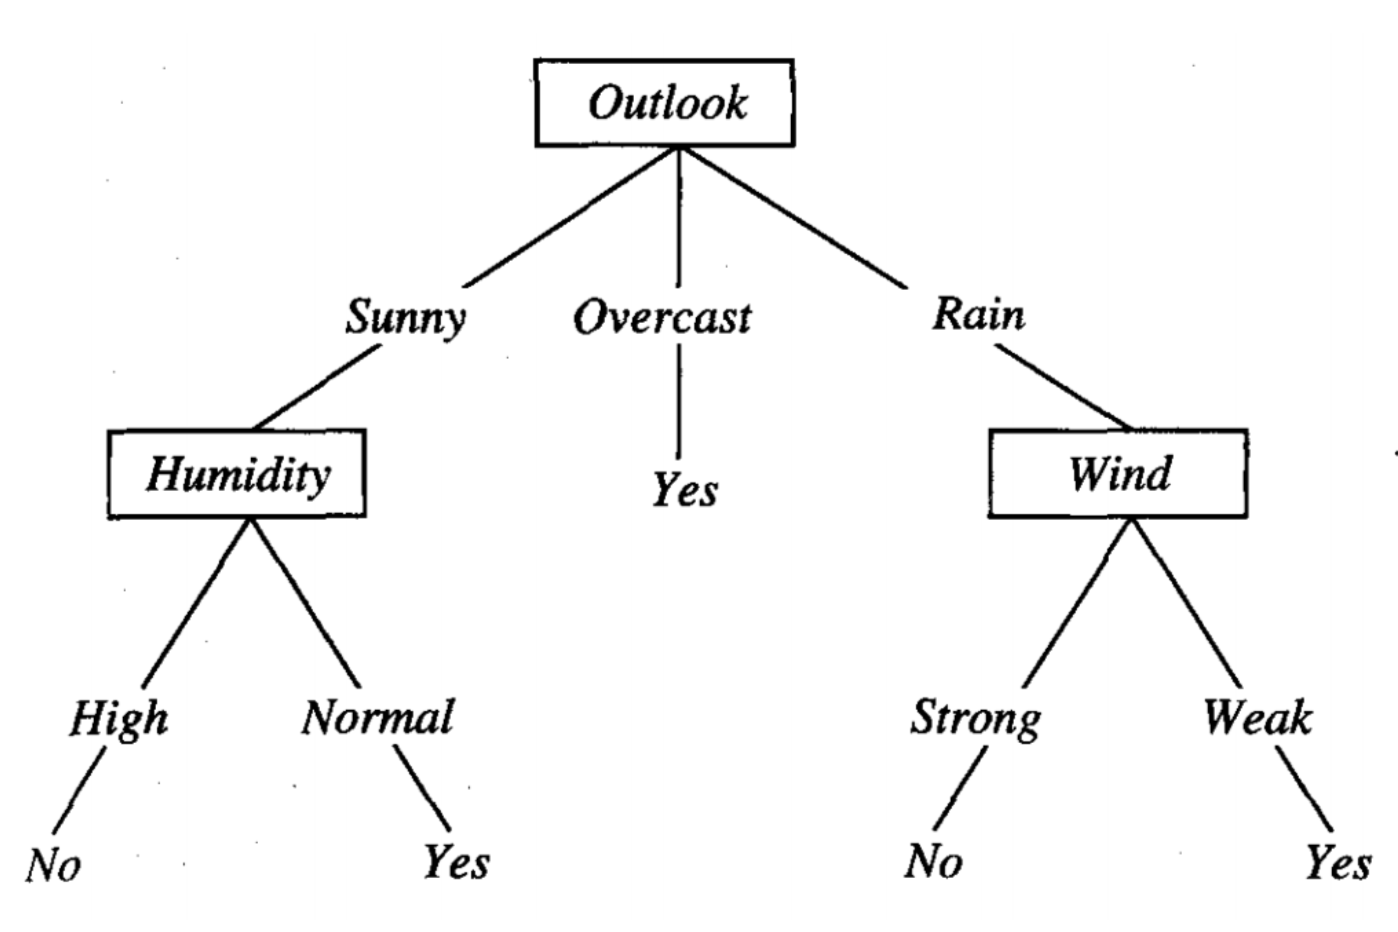 Outlook
Sunny Overcast Rain
Humidity Yes Wind
High Normal Strong Weak
No Yes No Yes